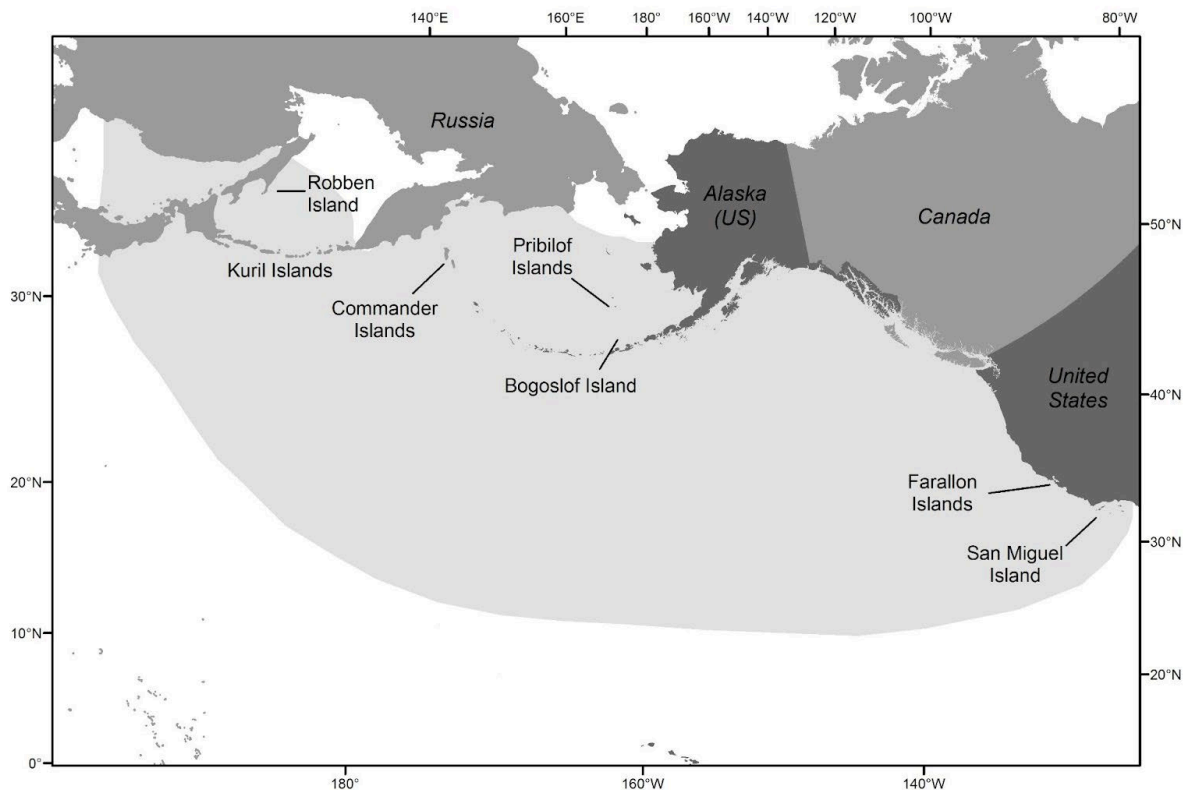 140°E 160°E 180° 160°W 140°W 120°W 100°W 80°W
Russia
Robben
Island
Alaska
(US)
Canada
50°N
Pribilof
Islands
Kuril Islands
30°N
Commander
Islands
Bogoslof Island
United
States
40°N
20°N
Farallon
Islands
30°N
San Miguel
Island
10°N
20°N
0°
180° 160°W 140°W